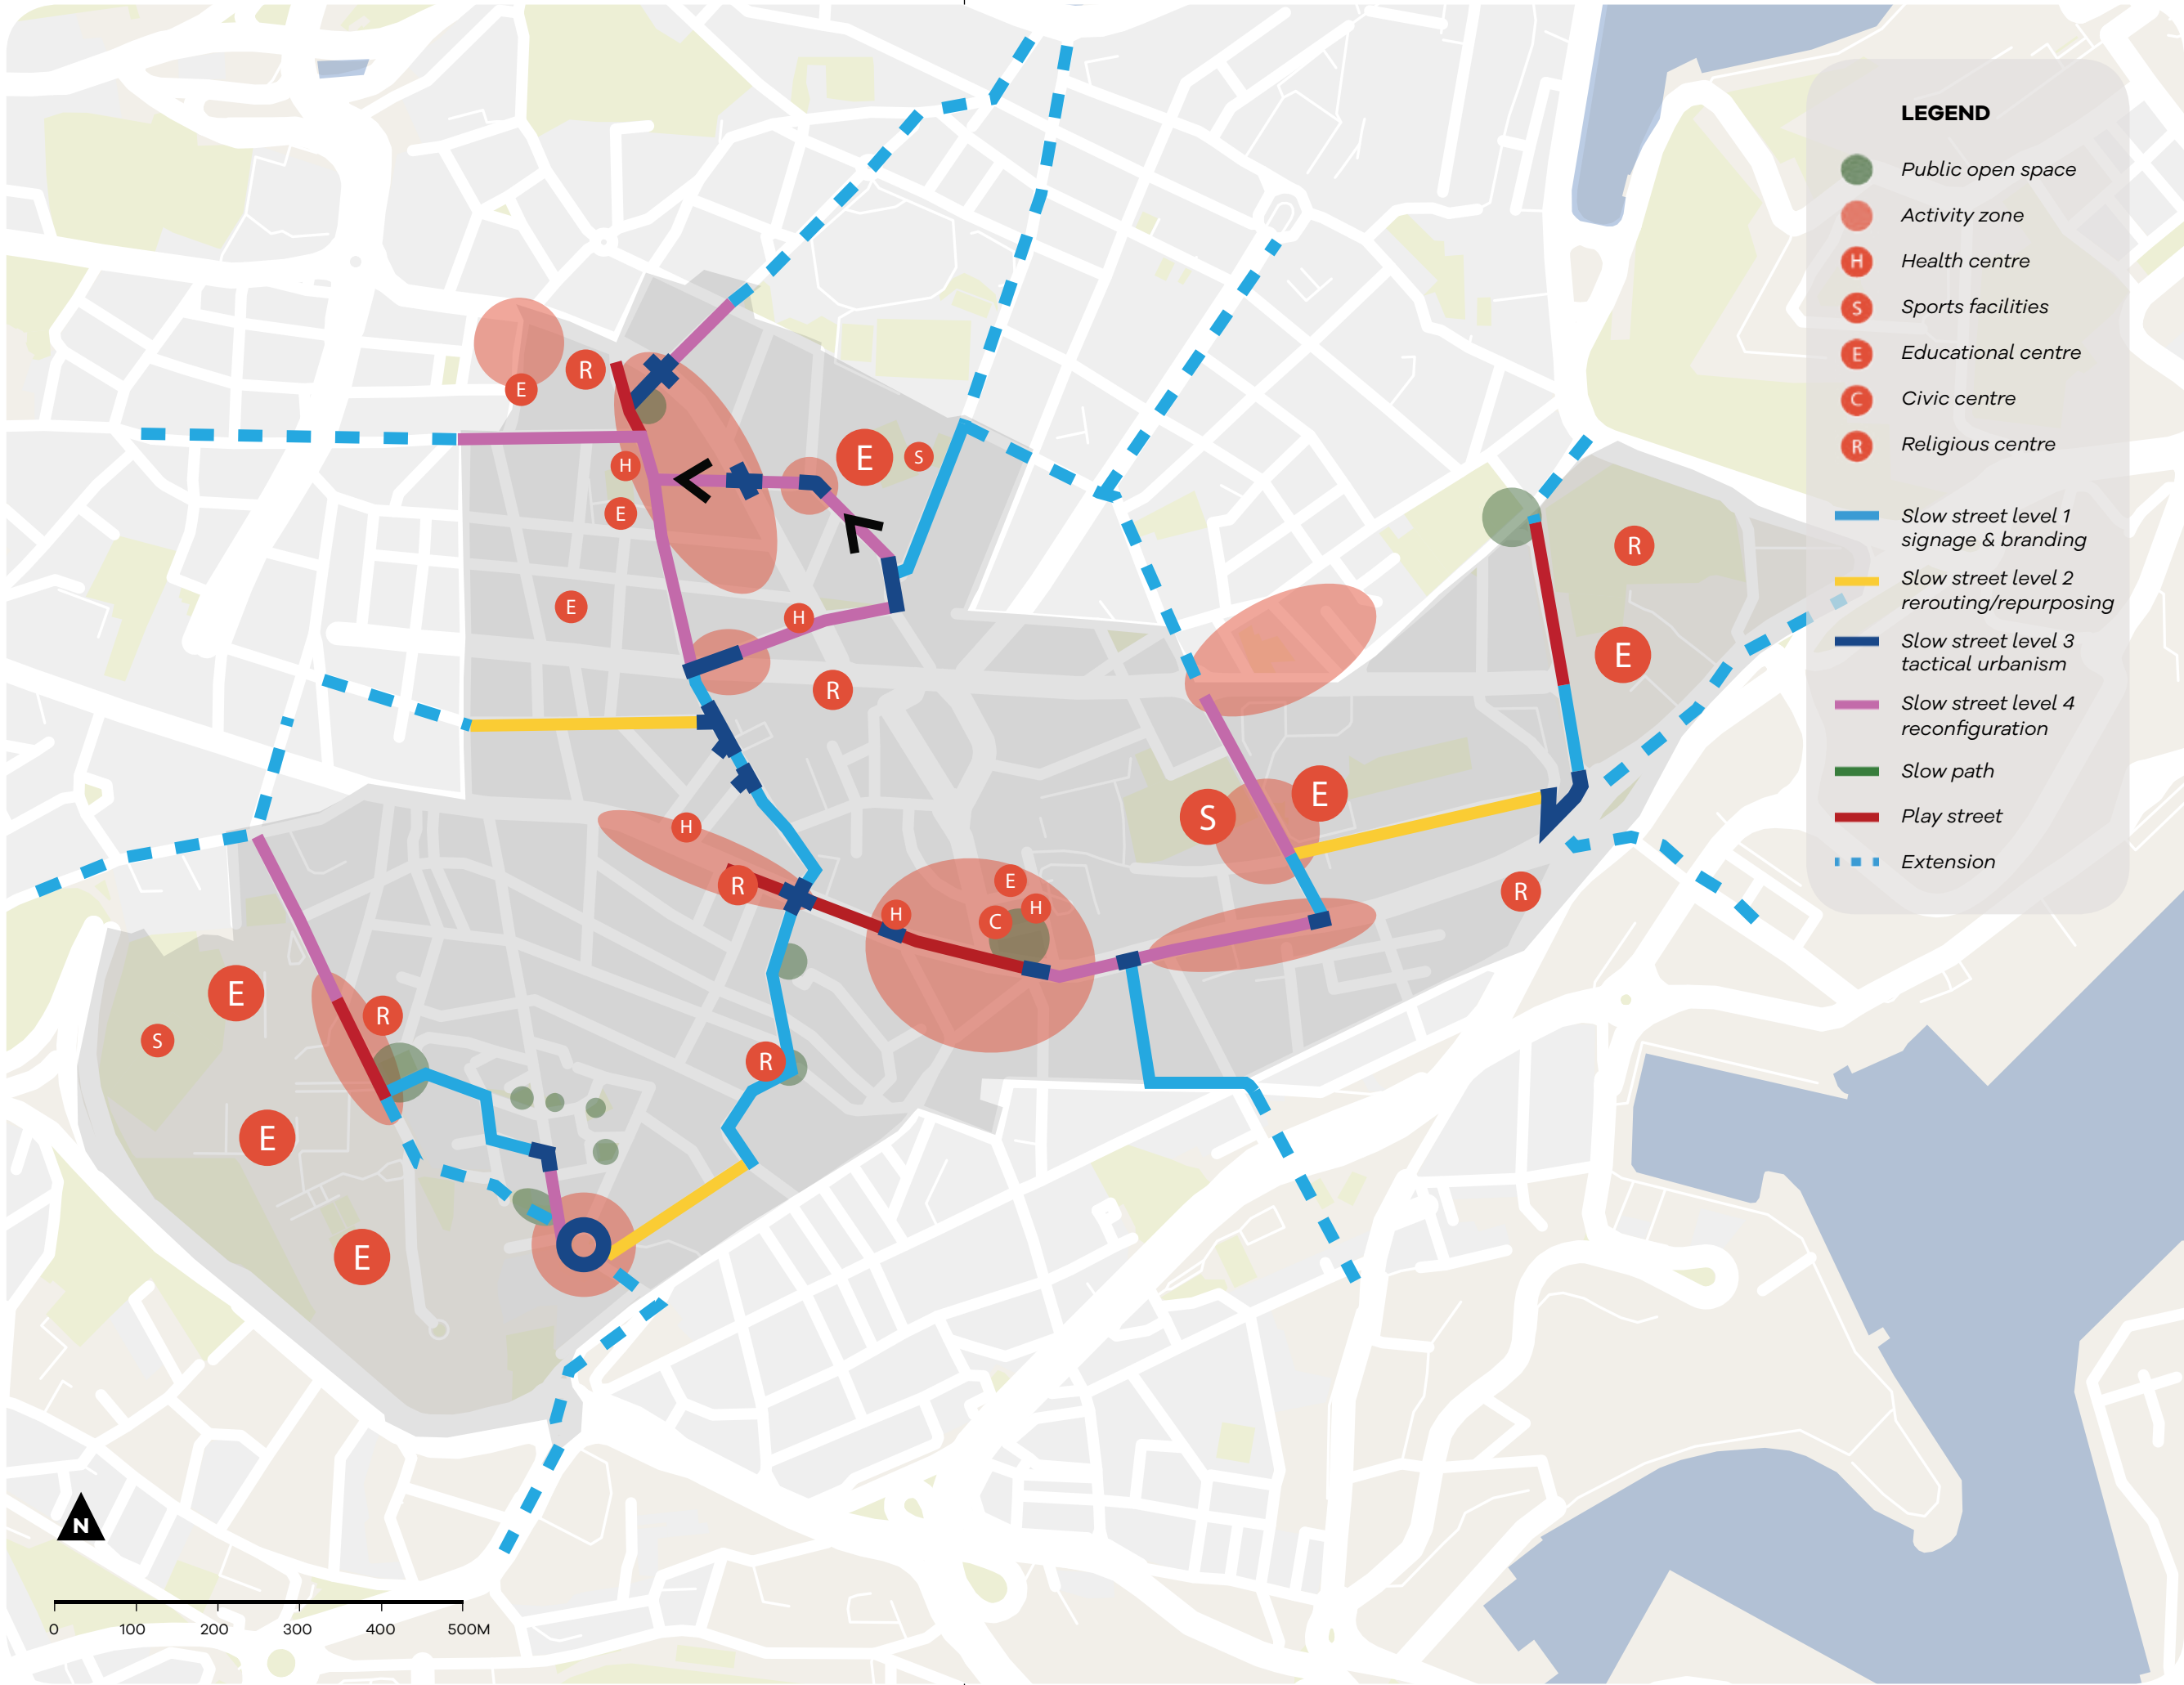 LEGEND
Public open space
Activity zone
H Health centre
S Sports facilities
E Educational centre
C Civic centre
R Religious centre
Slow street level 1
signage & branding
Slow street level 2
rerouting/repurposing
Slow street level 3
tactical urbanism
Slow street level 4
reconfiguration
Slow path
Play street
Extension
R
E
E
S
H
E
R
E
H
R
E
R
E
S
H
R
E
H
H
C
R
E
R
S
R
E
E
N
0 100 200 300 400 500M